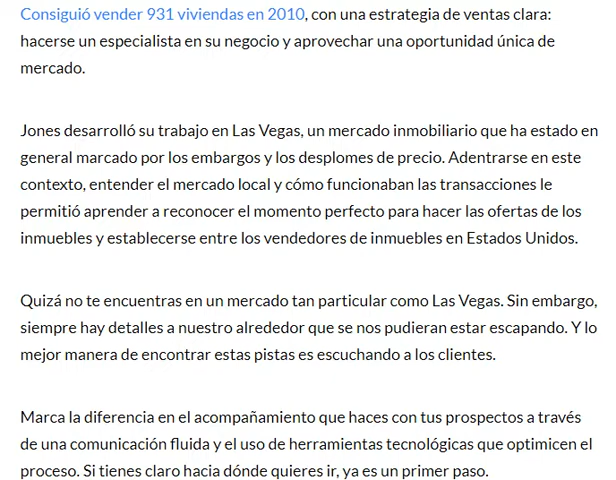 Consiguió vender 931 viviendas en 2010, con una estrategia de ventas clara:
hacerse un especialista en su negocio y aprovechar una oportunidad única de
mercado.
Jones desarrolló su trabajo en Las Vegas, un mercado inmobiliario que ha estado en
general marcado por los embargos y los desplomes de precio. Adentrarse en este
contexto, entender el mercado local y cómo funcionaban las transacciones le
permitió aprender a reconocer el momento perfecto para hacer las ofertas de los
inmuebles y establecerse entre los vendedores de inmuebles en Estados Unidos.
Quizá no te encuentras en un mercado tan particular como Las Vegas. Sin embargo,
siempre hay detalles a nuestro alrededor que se nos pudieran estar escapando. Y lo
mejor manera de encontrar estas pistas es escuchando a los clientes.
Marca la diferencia en el acompañamiento que haces con tus prospectos a través
de una comunicación fluida y el uso de herramientas tecnológicas que optimicen el
proceso. Si tienes claro hacia dónde quieres ir, ya es un primer paso.